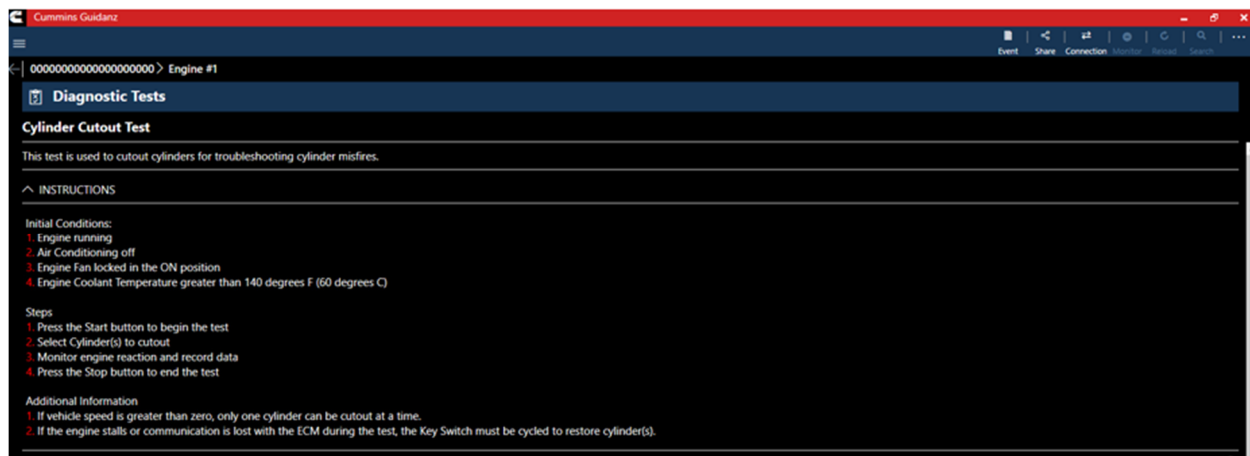 Cummins Guidanz
Event Share Connection Monitor Reload Search
00000000000000000000 > Engine #1
Diagnostic Tests
Cylinder Cutout Test
This test is used to cutout cylinders for troubleshooting cylinder misfires.
INSTRUCTIONS
Initial Conditions:
1. Engine running
2. Air Conditioning off
3. Engine Fan locked in the ON position
4. Engine Coolant Temperature greater than 140 degrees F (60 degrees C)
Steps
1. Press the Start button to begin the test
2. Select Cylinder(s) to cutout
3. Monitor engine reaction and record data
4. Press the Stop button to end the test
Additional Information
1. If vehicle speed is greater than zero, only one cylinder can be cutout at a time.
2. If the engine stalls or communication is lost with the ECM during the test, the Key Switch must be cycled to restore cylinder(s).